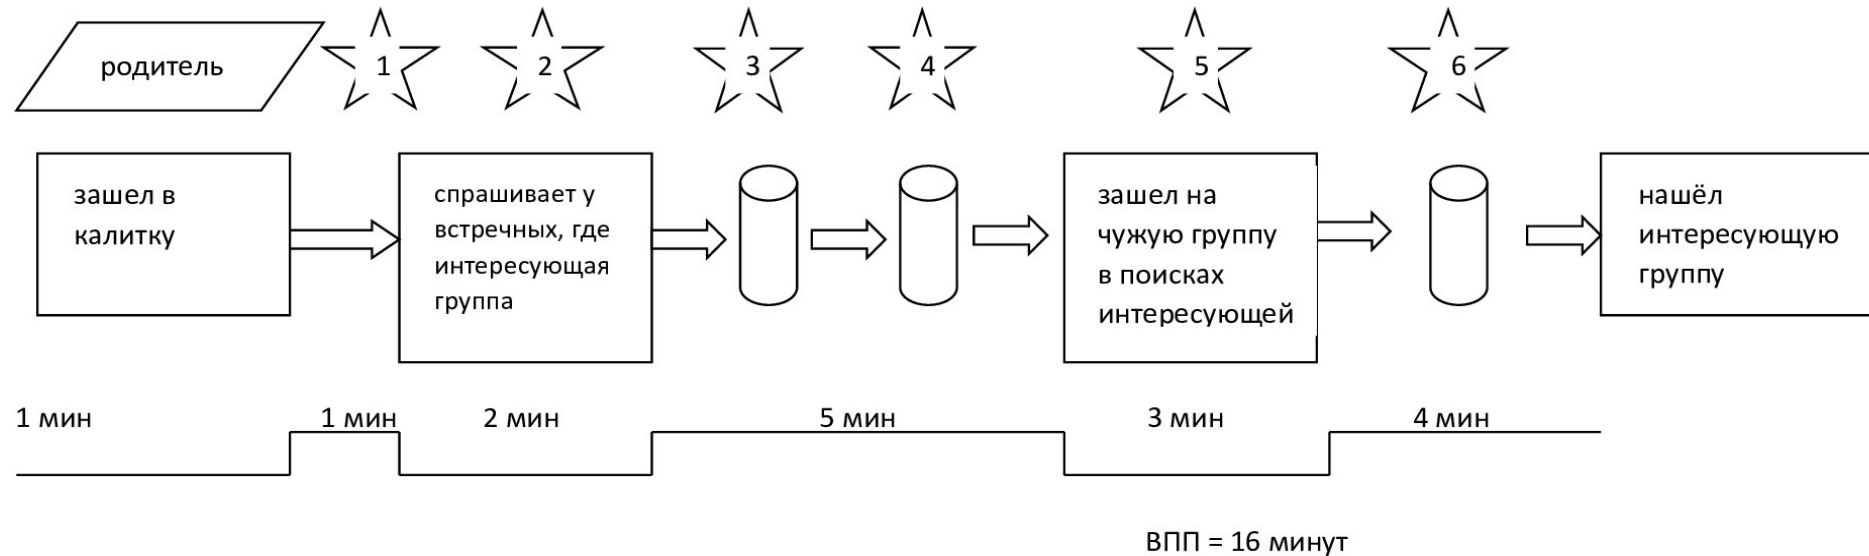 родитель
1
2
3
4
5
6
зашел в
калитку
спрашивает у
встречных, где
интересующая
группа
зашел на
чужую группу
в поисках
интересующей
нашёл
интересующую
группу
1 мин
1 мин
2 мин
5 мин
3 мин
4 мин
ВПП = 16 минут